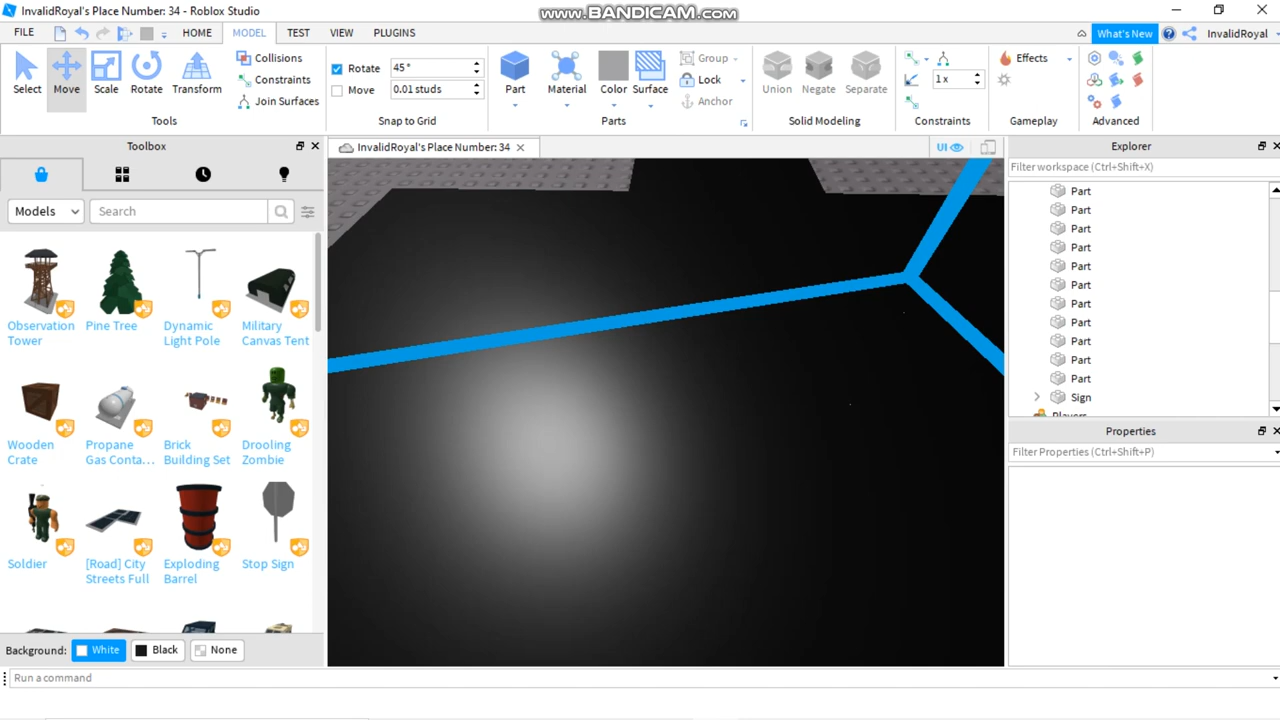 InvalidRoyal's Place Number: 34 - Roblox Studio
www.BANDICAM.com
FILE HOME MODEL TEST VIEW PLUGINS What's New InvalidRoyal
Select Move Scale Rotate Transform
Collisions
Constraints
Join Surfaces
Tools
Rotate 45°
Move 0.01 studs
Snap to Grid
Part Material Color Surface
Group
Lock
Anchor
Parts
Union Negate Separate
Solid Modeling
1 x
Constraints
Effects
Gameplay
Advanced
Toolbox
Models Search
Observation Tower
Pine Tree
Dynamic Light Pole
Military Canvas Tent
Wooden Crate
Propane Gas Conta...
Brick Building Set
Drooling Zombie
Soldier
[Road] City Streets Full
Exploding Barrel
Stop Sign
Background: White Black None
InvalidRoyal's Place Number: 34
UI
Explorer
Filter workspace (Ctrl+Shift+X)
Part
Part
Part
Part
Part
Part
Part
Part
Part
Part
Part
Sign
Players
Properties
Filter Properties (Ctrl+Shift+P)
Run a command